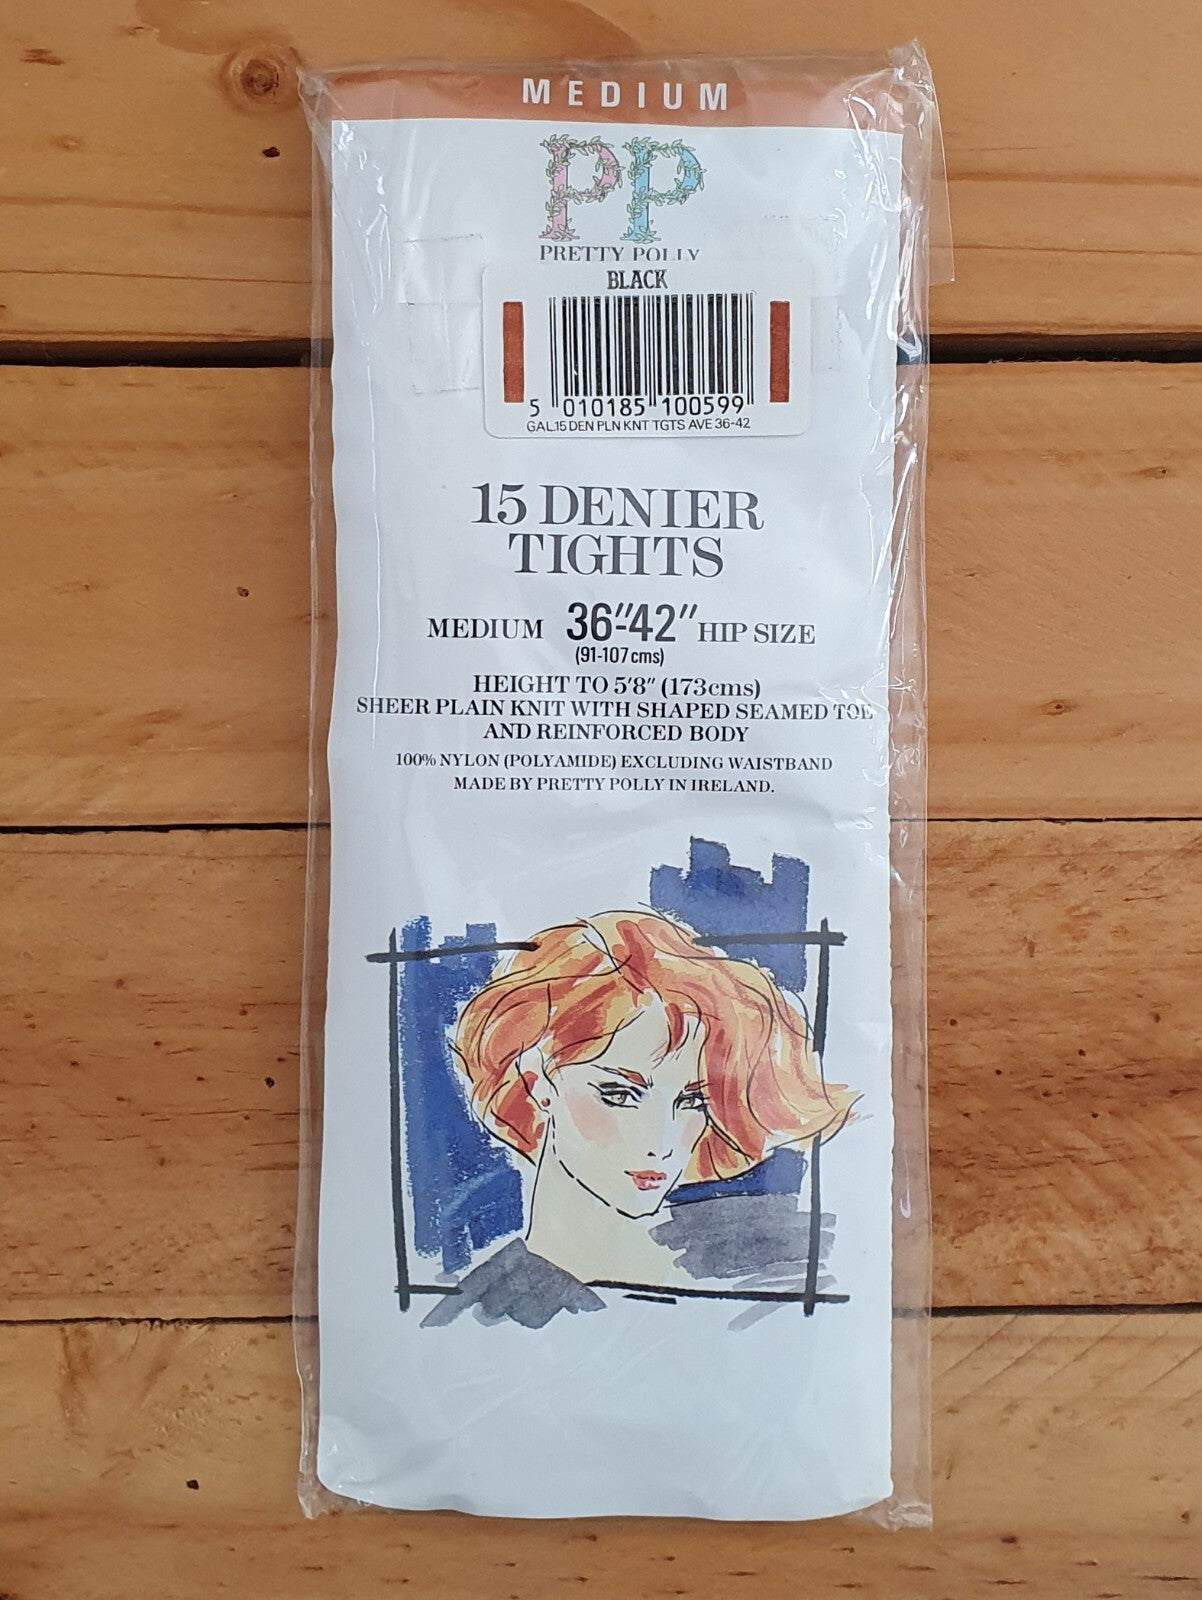 MEDIUM
PP
PRETTY POLLY
BLACK
5 010185 100599
GAL.15 DEN PLN KNT TGTS AVE 36-42
15 DENIER
TIGHTS
MEDIUM 36"-42" HIP SIZE
(91-107 cms)
HEIGHT TO 5'8" (173cms)
SHEER PLAIN KNIT WITH SHAPED SEAMED TOE
AND REINFORCED BODY
100% NYLON (POLYAMIDE) EXCLUDING WAISTBAND
MADE BY PRETTY POLLY IN IRELAND.